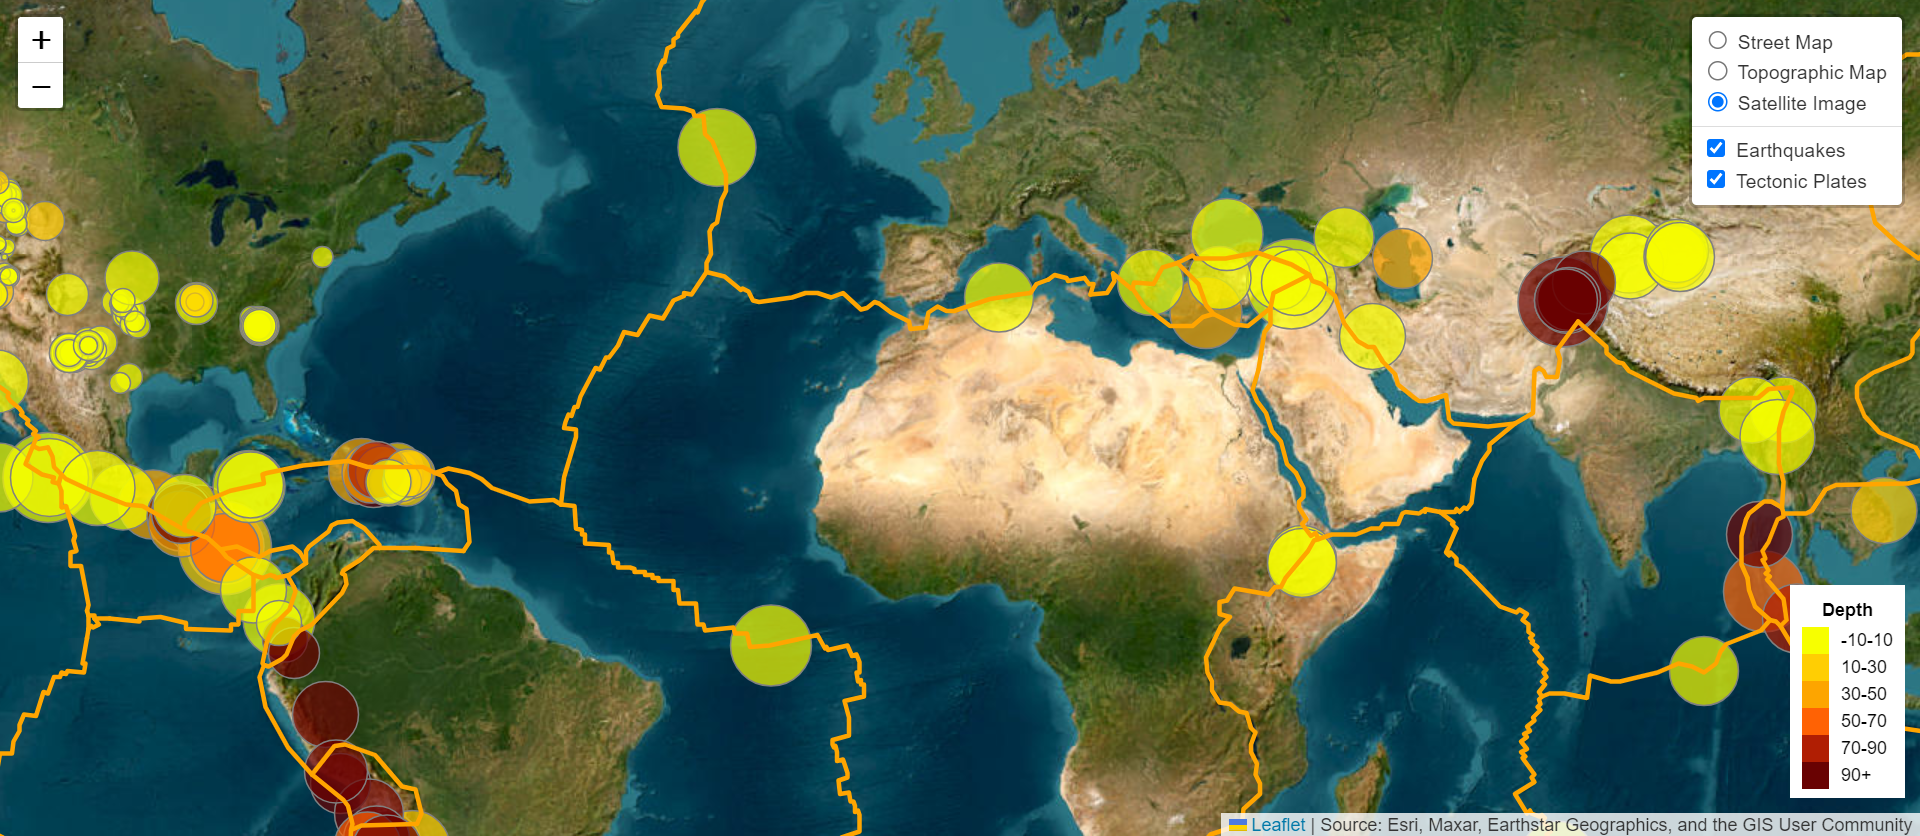 +
−
Street Map
Topographic Map
Satellite Image
Earthquakes
Tectonic Plates
Depth
-10-10
10-30
30-50
50-70
70-90
90+
Leaflet | Source: Esri, Maxar, Earthstar Geographics, and the GIS User Community